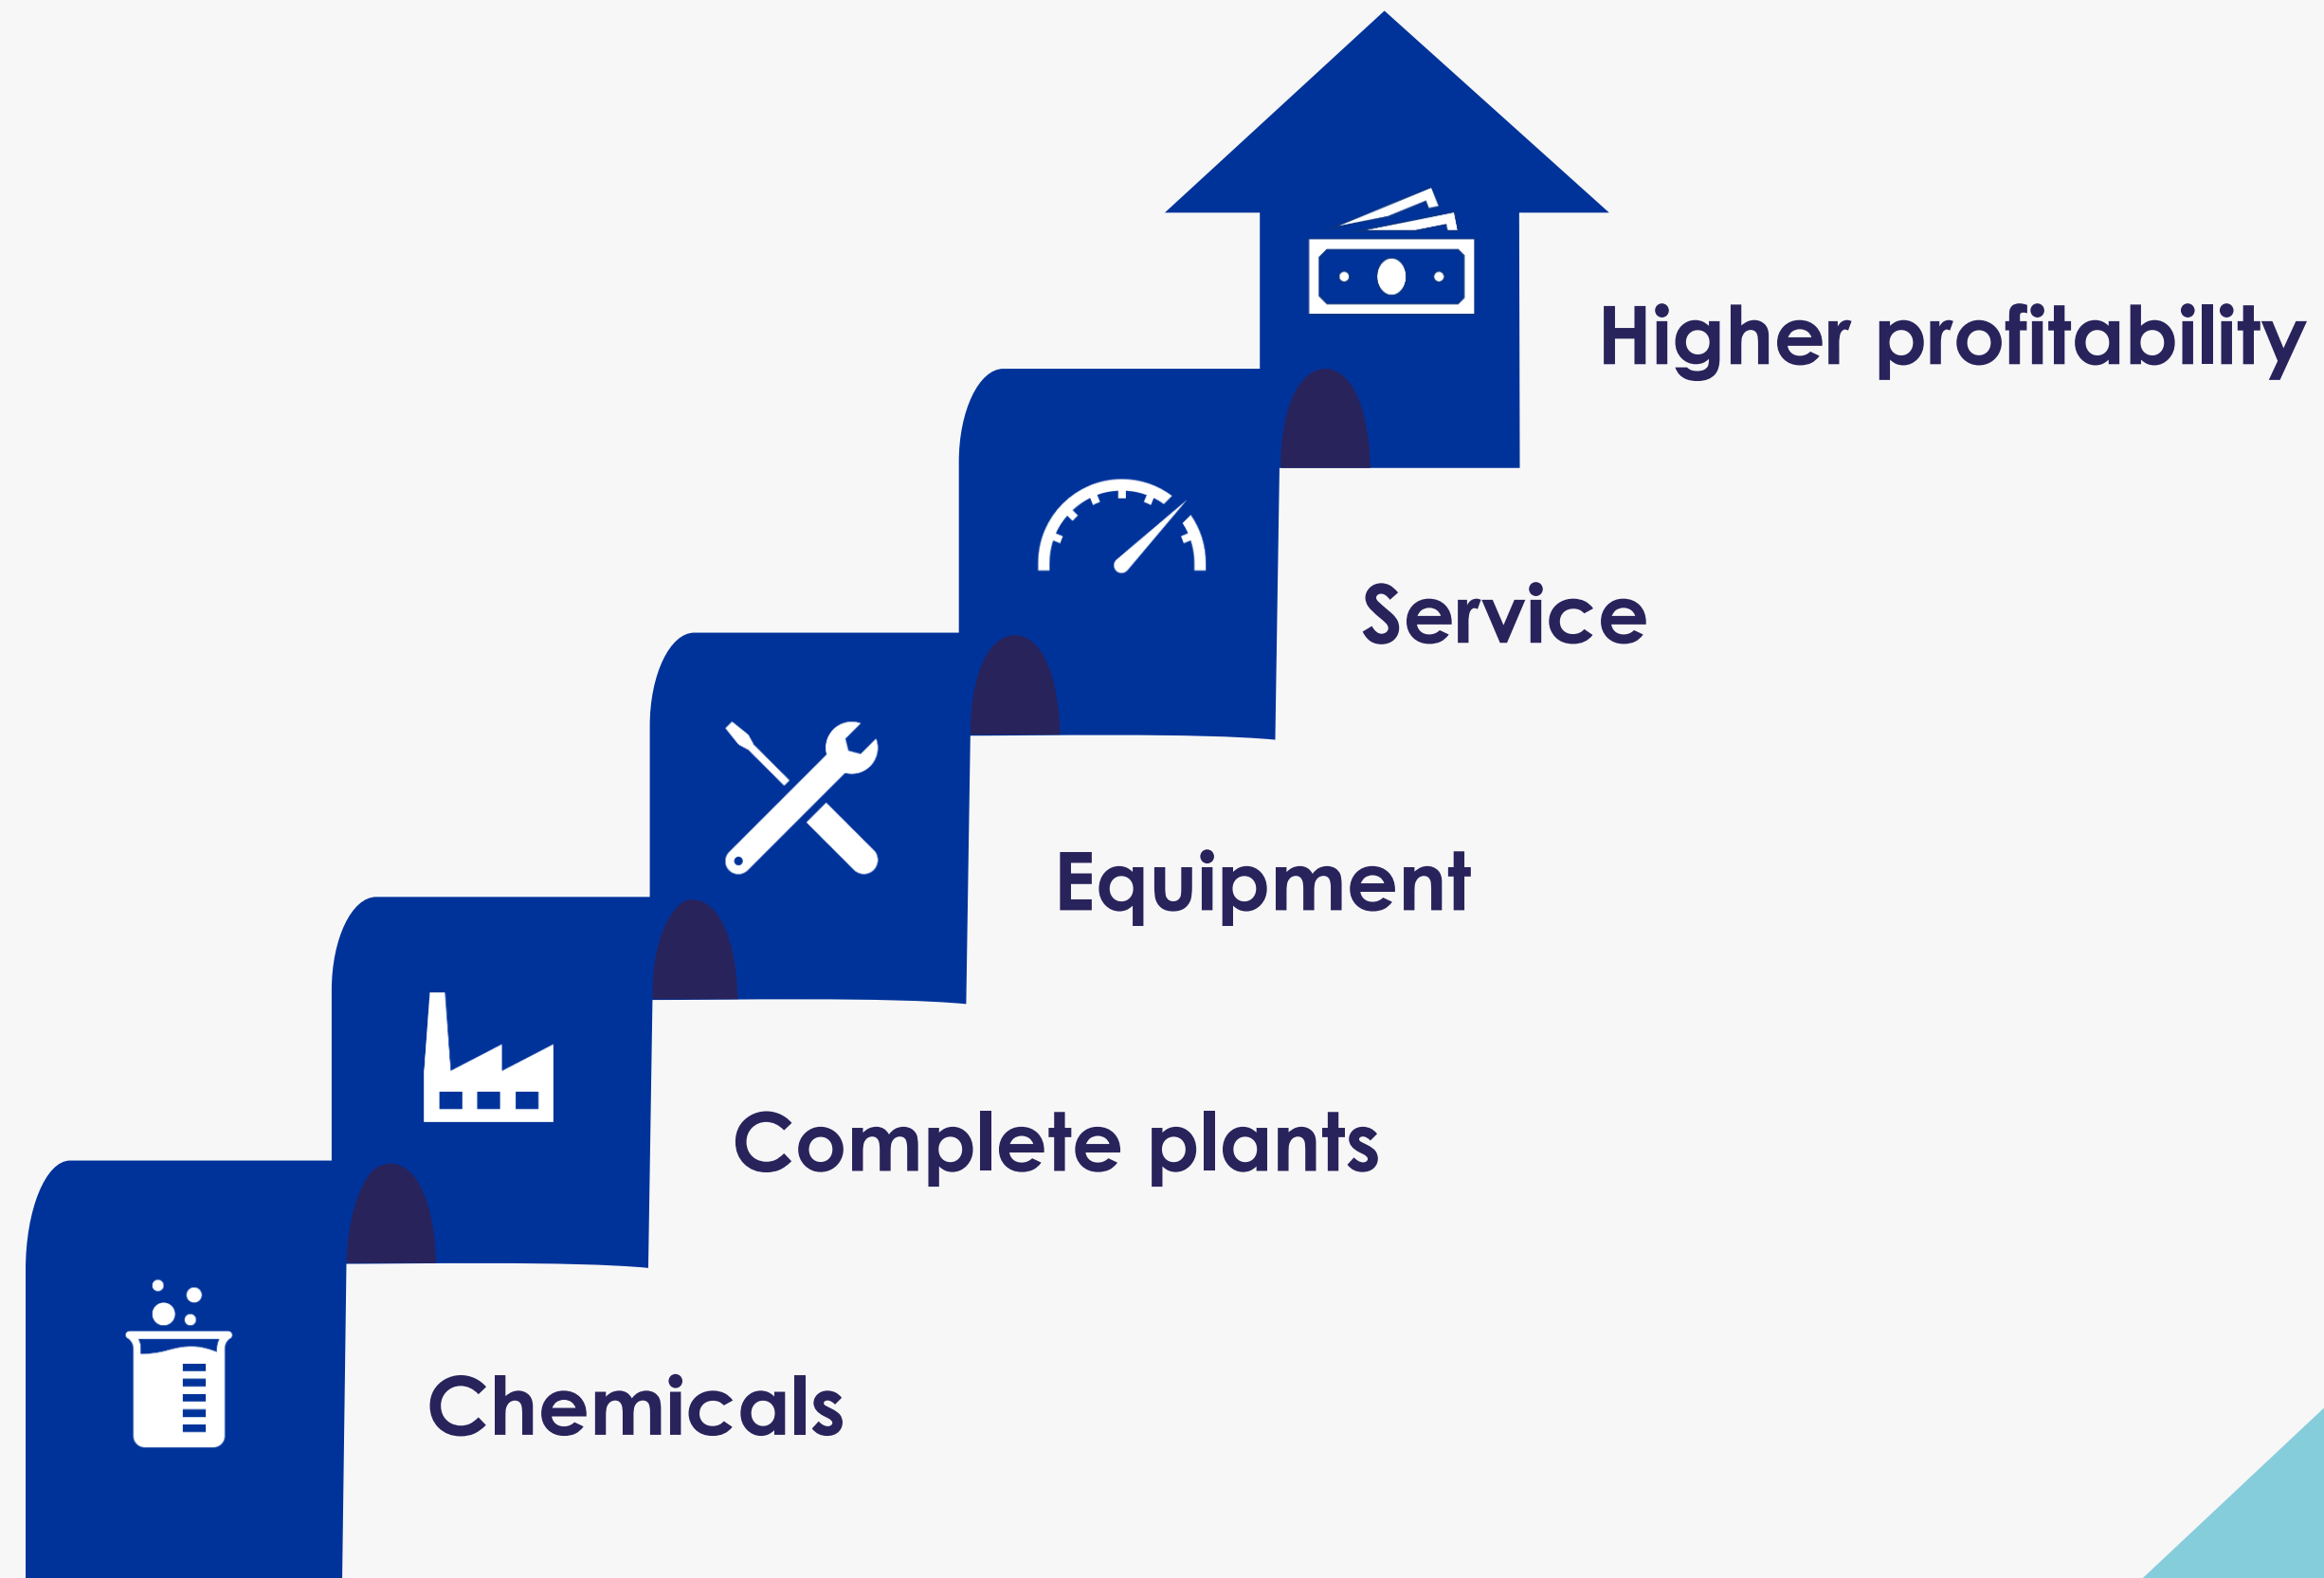 Higher profitability
Service
Equipment
Complete plants
Chemicals